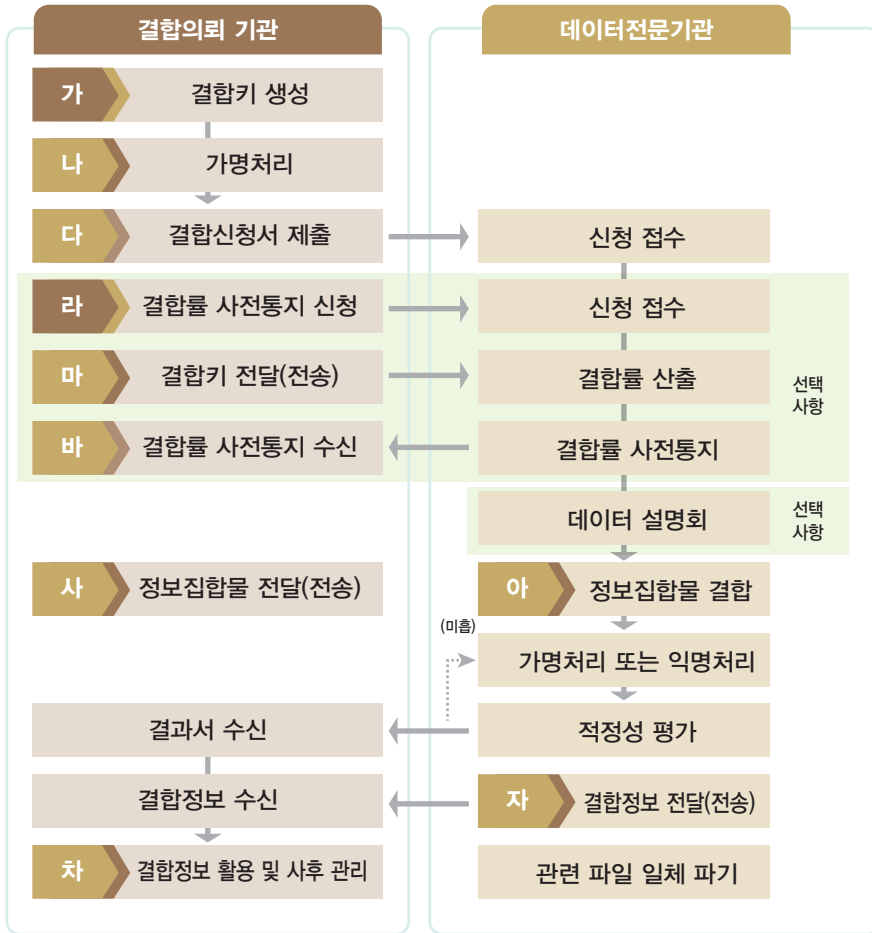 결합의뢰 기관
데이터전문기관
가 결합키 생성
나 가명처리
다 결합신청서 제출
신청 접수
라 결합률 사전통지 신청
신청 접수
마 결합키 전달(전송)
결합률 산출
선택
사항
바 결합률 사전통지 수신
결합률 사전통지
데이터 설명회
선택
사항
사 정보집합물 전달(전송)
아 정보집합물 결합
(미흡)
가명처리 또는 익명처리
결과서 수신
적정성 평가
결합정보 수신
자 결합정보 전달(전송)
차 결합정보 활용 및 사후 관리
관련 파일 일체 파기